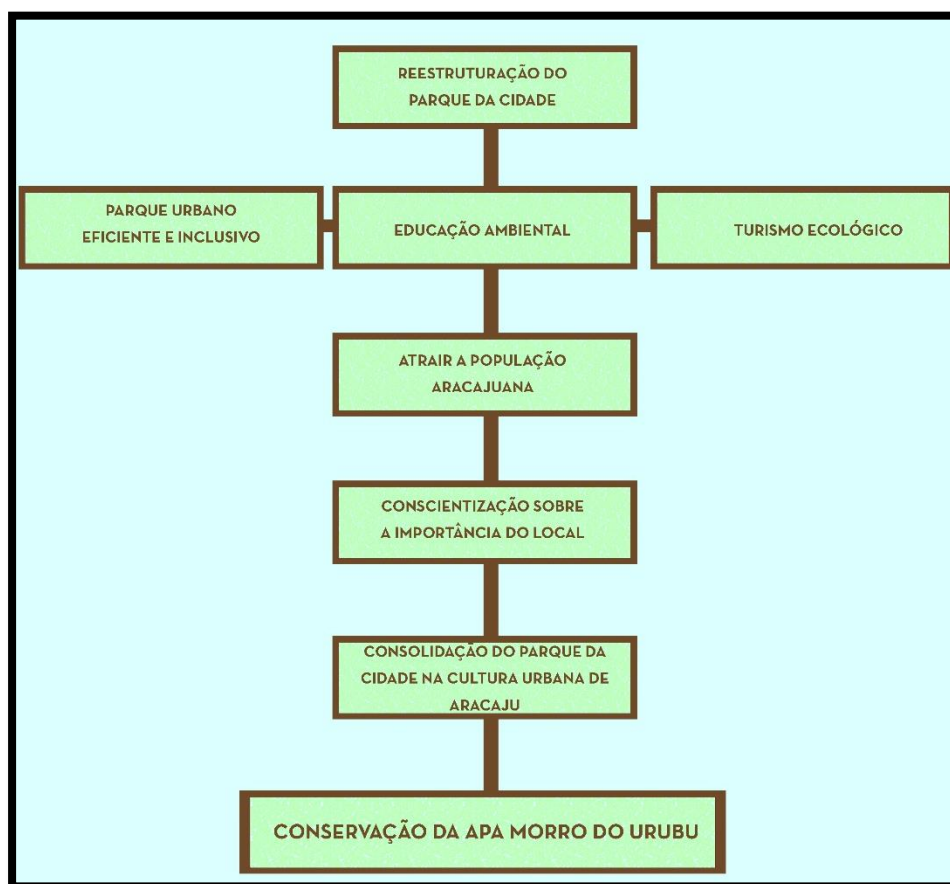 REESTRUTURAÇÃO DO
PARQUE DA CIDADE
PARQUE URBANO
EFICIENTE E INCLUSIVO
EDUCAÇÃO AMBIENTAL
TURISMO ECOLÓGICO
ATRAIR A POPULAÇÃO
ARACAJUANA
CONSCIENTIZAÇÃO SOBRE
A IMPORTÂNCIA DO LOCAL
CONSOLIDAÇÃO DO PARQUE DA
CIDADE NA CULTURA URBANA DE
ARACAJU
CONSERVAÇÃO DA APA MORRO DO URUBU